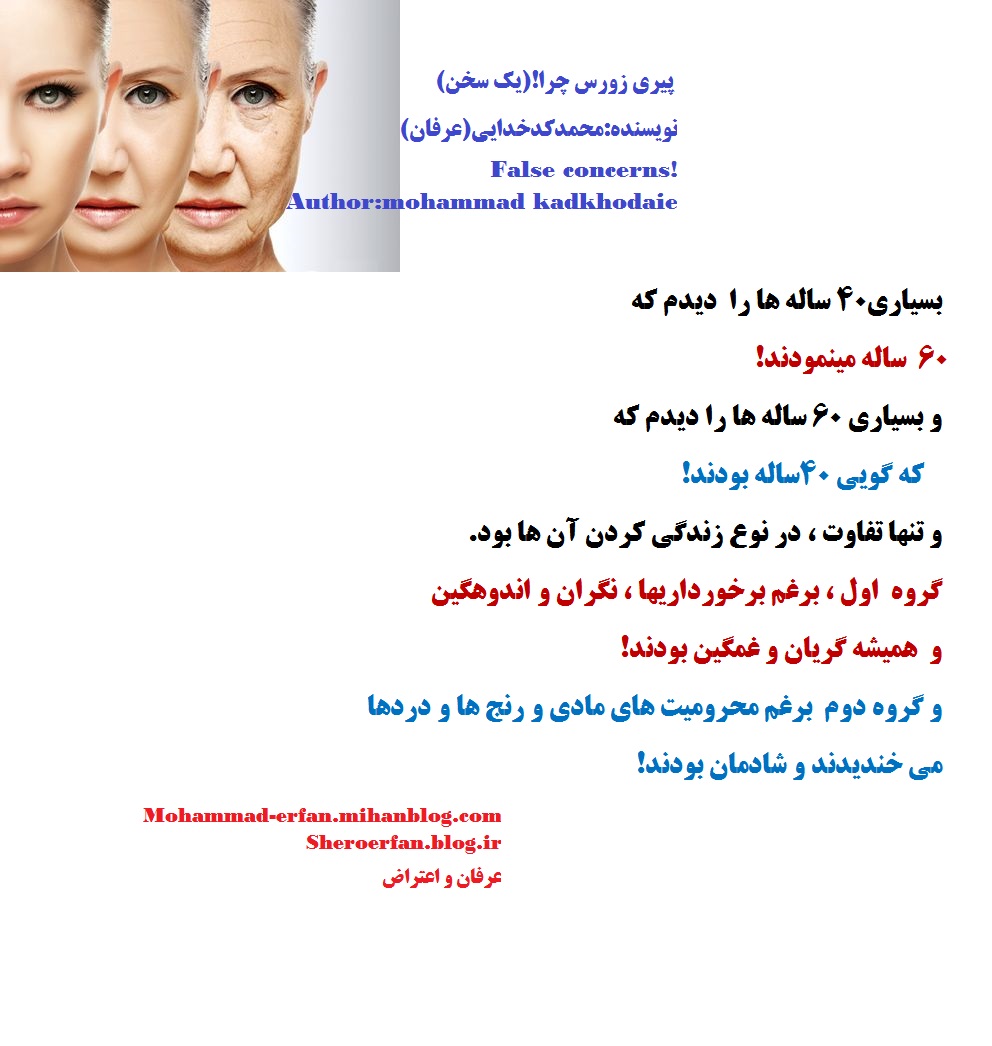 پیری زورس چرا!(یک سخن)
نویسنده:محمدکدخدایی(عرفان)
False concerns!
Author:mohammad kadkhodaie
بسیاری۴۰ ساله ها را دیدم که
۶۰ ساله مینمودند!
و بسیاری ۶۰ ساله ها را دیدم که
که گویی ۴۰ساله بودند!
و تنها تفاوت ، در نوع زندگی کردن آن ها بود.
گروه اول ، برغم برخورداریها ، نگران و اندوهگین
و همیشه گریان و غمگین بودند!
و گروه دوم برغم محرومیت های مادی و رنج ها و دردها
می خندیدند و شادمان بودند!
Mohammad-erfan.mihanblog.com
Sheroerfan.blog.ir
عرفان و اعتراض